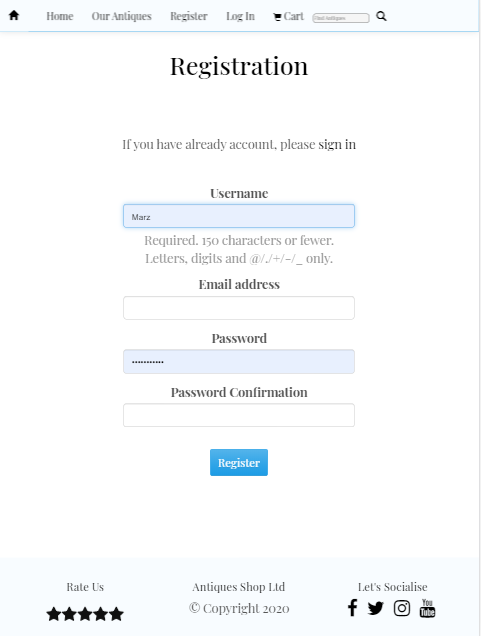 Home Our Antiques Register Log In Cart Find Antiques
Registration
If you have already account, please sign in
Username
Marz
Required. 150 characters or fewer.
Letters, digits and @/./+/-/_ only.
Email address
Password
•••••••••••
Password Confirmation
Register
Rate Us Antiques Shop Ltd Let's Socialise
© Copyright 2020
You
Tube